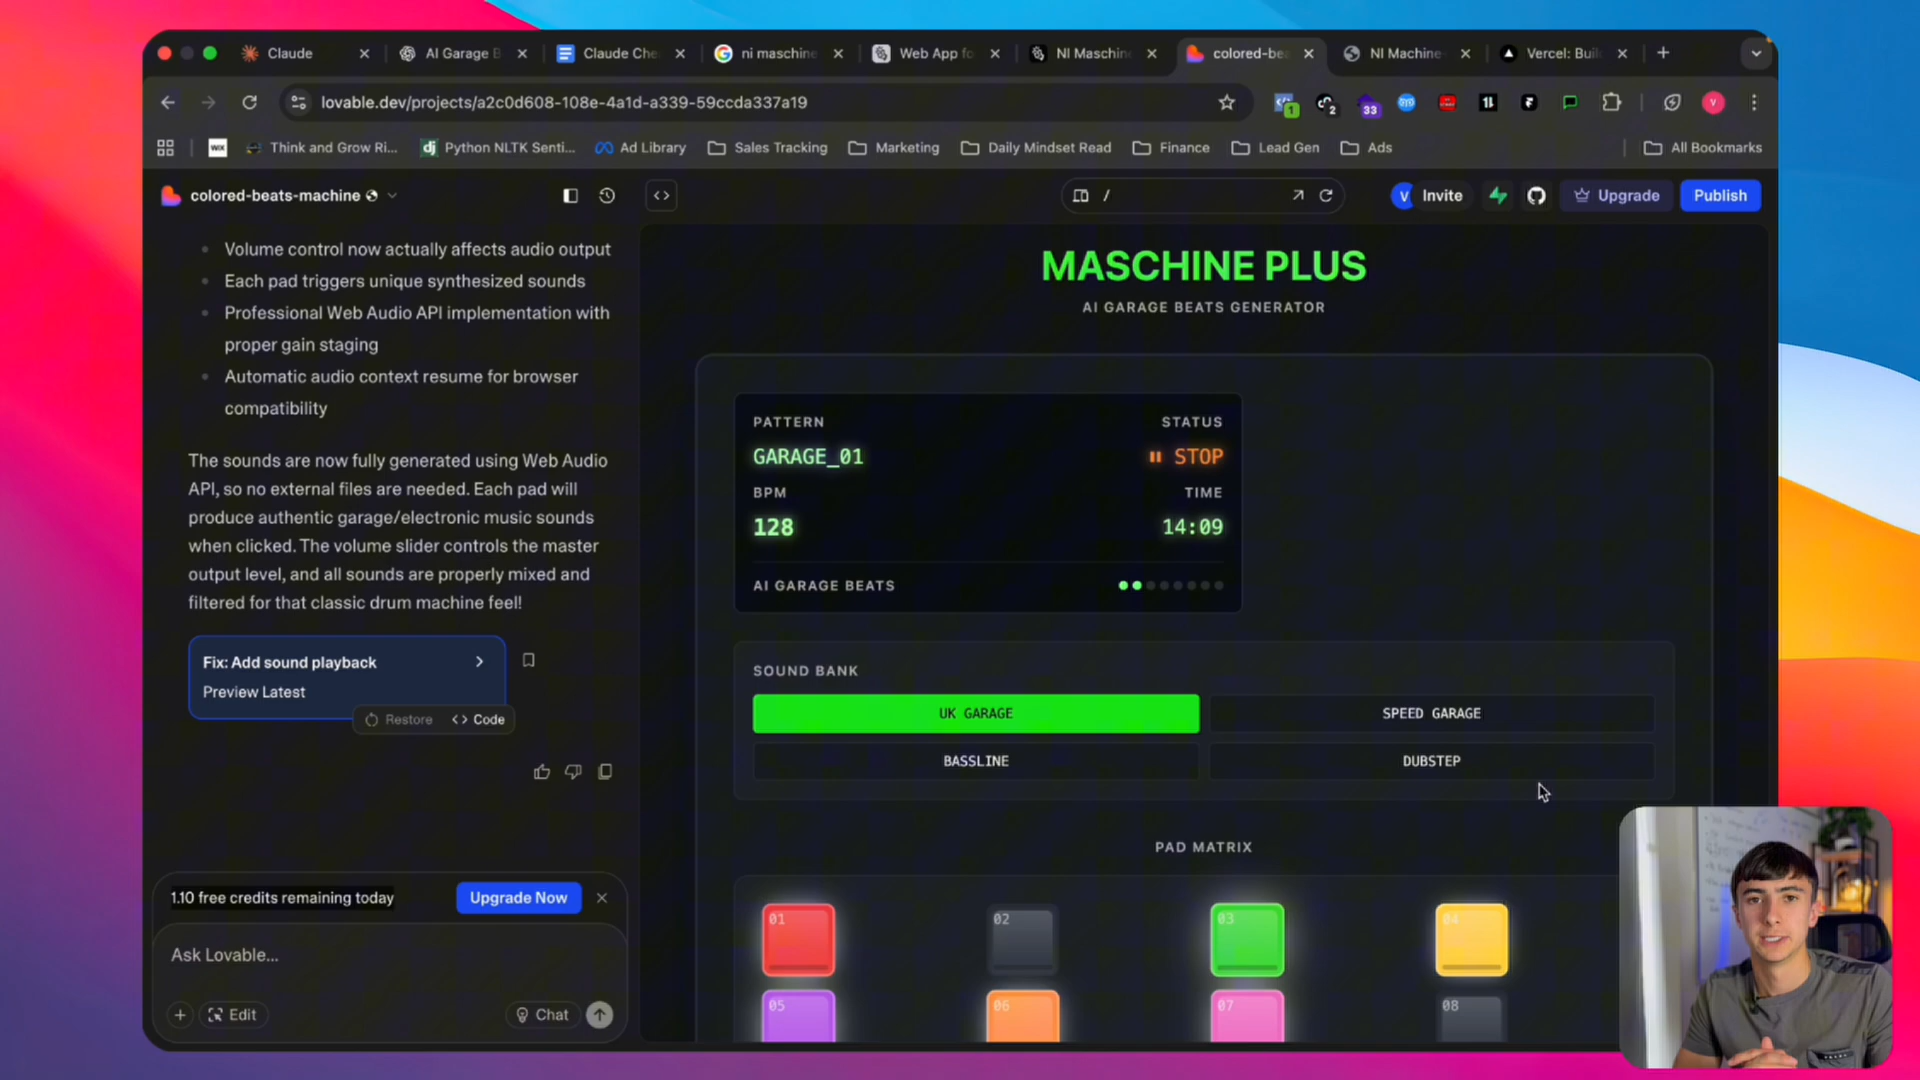 Claude
AI Garage B
Claude Che
ni maschine
Web App fo
NI Maschin
colored-bea
NI Machine
Vercel: Buil
lovable.dev/projects/a2c0d608-108e-4a1d-a339-59ccda337a19
1
2
33
V
WIX
Think and Grow Ri...
dj
Python NLTK Senti...
Ad Library
Sales Tracking
Marketing
Daily Mindset Read
Finance
Lead Gen
Ads
All Bookmarks
colored-beats-machine
/
V
Invite
Upgrade
Publish
Volume control now actually affects audio output
Each pad triggers unique synthesized sounds
Professional Web Audio API implementation with
proper gain staging
Automatic audio context resume for browser
compatibility
The sounds are now fully generated using Web Audio
API, so no external files are needed. Each pad will
produce authentic garage/electronic music sounds
when clicked. The volume slider controls the master
output level, and all sounds are properly mixed and
filtered for that classic drum machine feel!
Fix: Add sound playback
Preview Latest
Restore
Code
1.10 free credits remaining today
Upgrade Now
Ask Lovable...
Edit
Chat
MASCHINE PLUS
AI GARAGE BEATS GENERATOR
PATTERN
STATUS
GARAGE_01
STOP
BPM
TIME
128
14:09
AI GARAGE BEATS
SOUND BANK
UK GARAGE
SPEED GARAGE
BASSLINE
DUBSTEP
PAD MATRIX
01
02
03
04
05
06
07
08